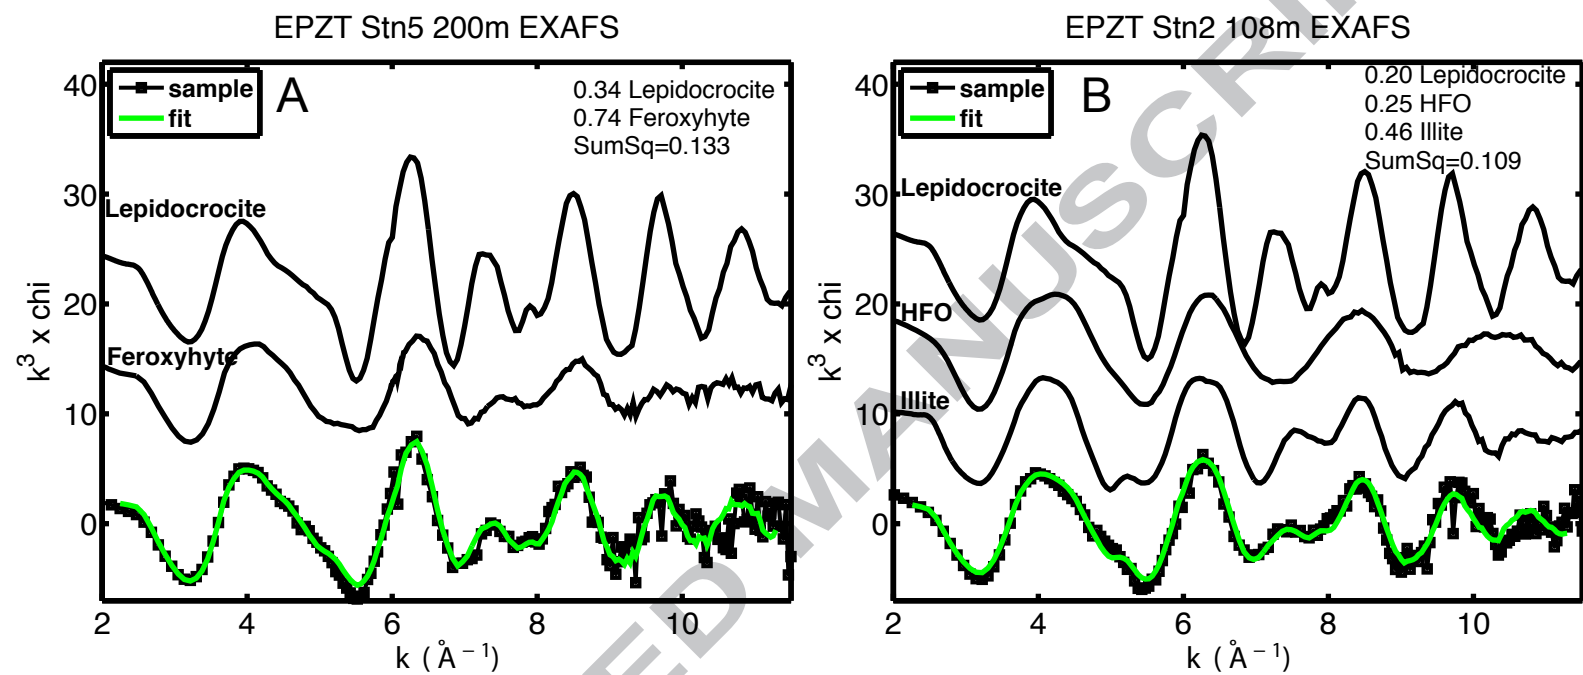 EPZT Stn5 200m EXAFS
sample
fit
A
0.34 Lepidocrocite
0.74 Feroxyhyte
SumSq=0.133
Lepidocrocite
Feroxyhyte
k³ x chi
40
30
20
10
0
2 4 6 8 10
k (Å⁻¹)
EPZT Stn2 108m EXAFS
sample
fit
B
0.20 Lepidocrocite
0.25 HFO
0.46 Illite
SumSq=0.109
Lepidocrocite
HFO
Illite
k³ x chi
40
30
20
10
0
2 4 6 8 10
k (Å⁻¹)
ED MANUSCRI